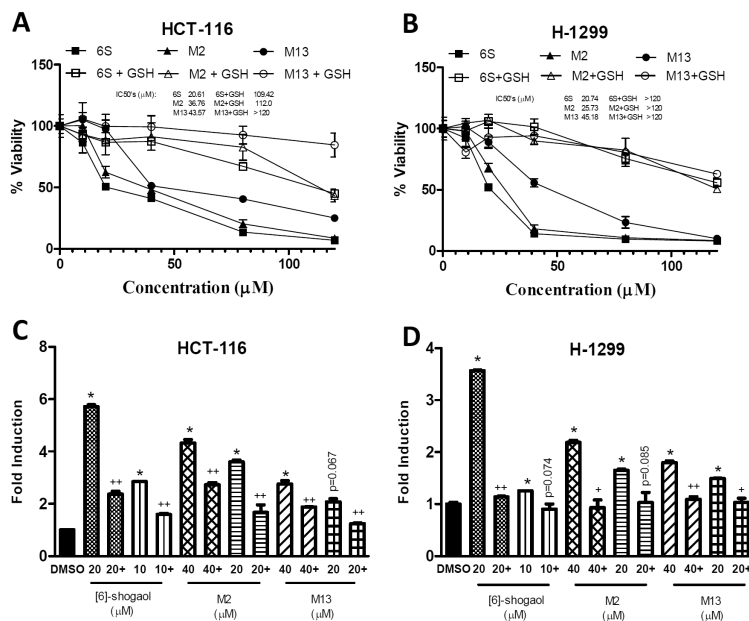 A
HCT-116
6S M2 M13
6S + GSH M2 + GSH M13 + GSH
IC50's (μM): 6S 20.61 6S+GSH 109.42
M2 36.76 M2+GSH 112.0
M13 43.57 M13+GSH >120
% Viability
150
100
50
0
0 50 100
Concentration (μM)
B
H-1299
6S M2 M13
6S+GSH M2+GSH M13+GSH
IC50's (μM) 6S 20.74 6S+GSH >120
M2 25.73 M2+GSH >120
M13 45.18 M13+GSH >120
% Viability
150
100
50
0
0 50 100
Concentration (μM)
C
HCT-116
Fold Induction
8
6
4
2
0
* ++ * ++ * ++ * ++ * ++ p=0.067 ++
DMSO 20 20+ 10 10+ 40 40+ 20 20+ 40 40+ 20 20+
[6]-shogaol M2 M13
(μM) (μM) (μM)
D
H-1299
Fold Induction
4
3
2
1
0
* ++ * p=0.074 * + * p=0.085 * ++ * +
DMSO 20 20+ 10 10+ 40 40+ 20 20+ 40 40+ 20 20+
[6]-shogaol M2 M13
(μM) (μM) (μM)